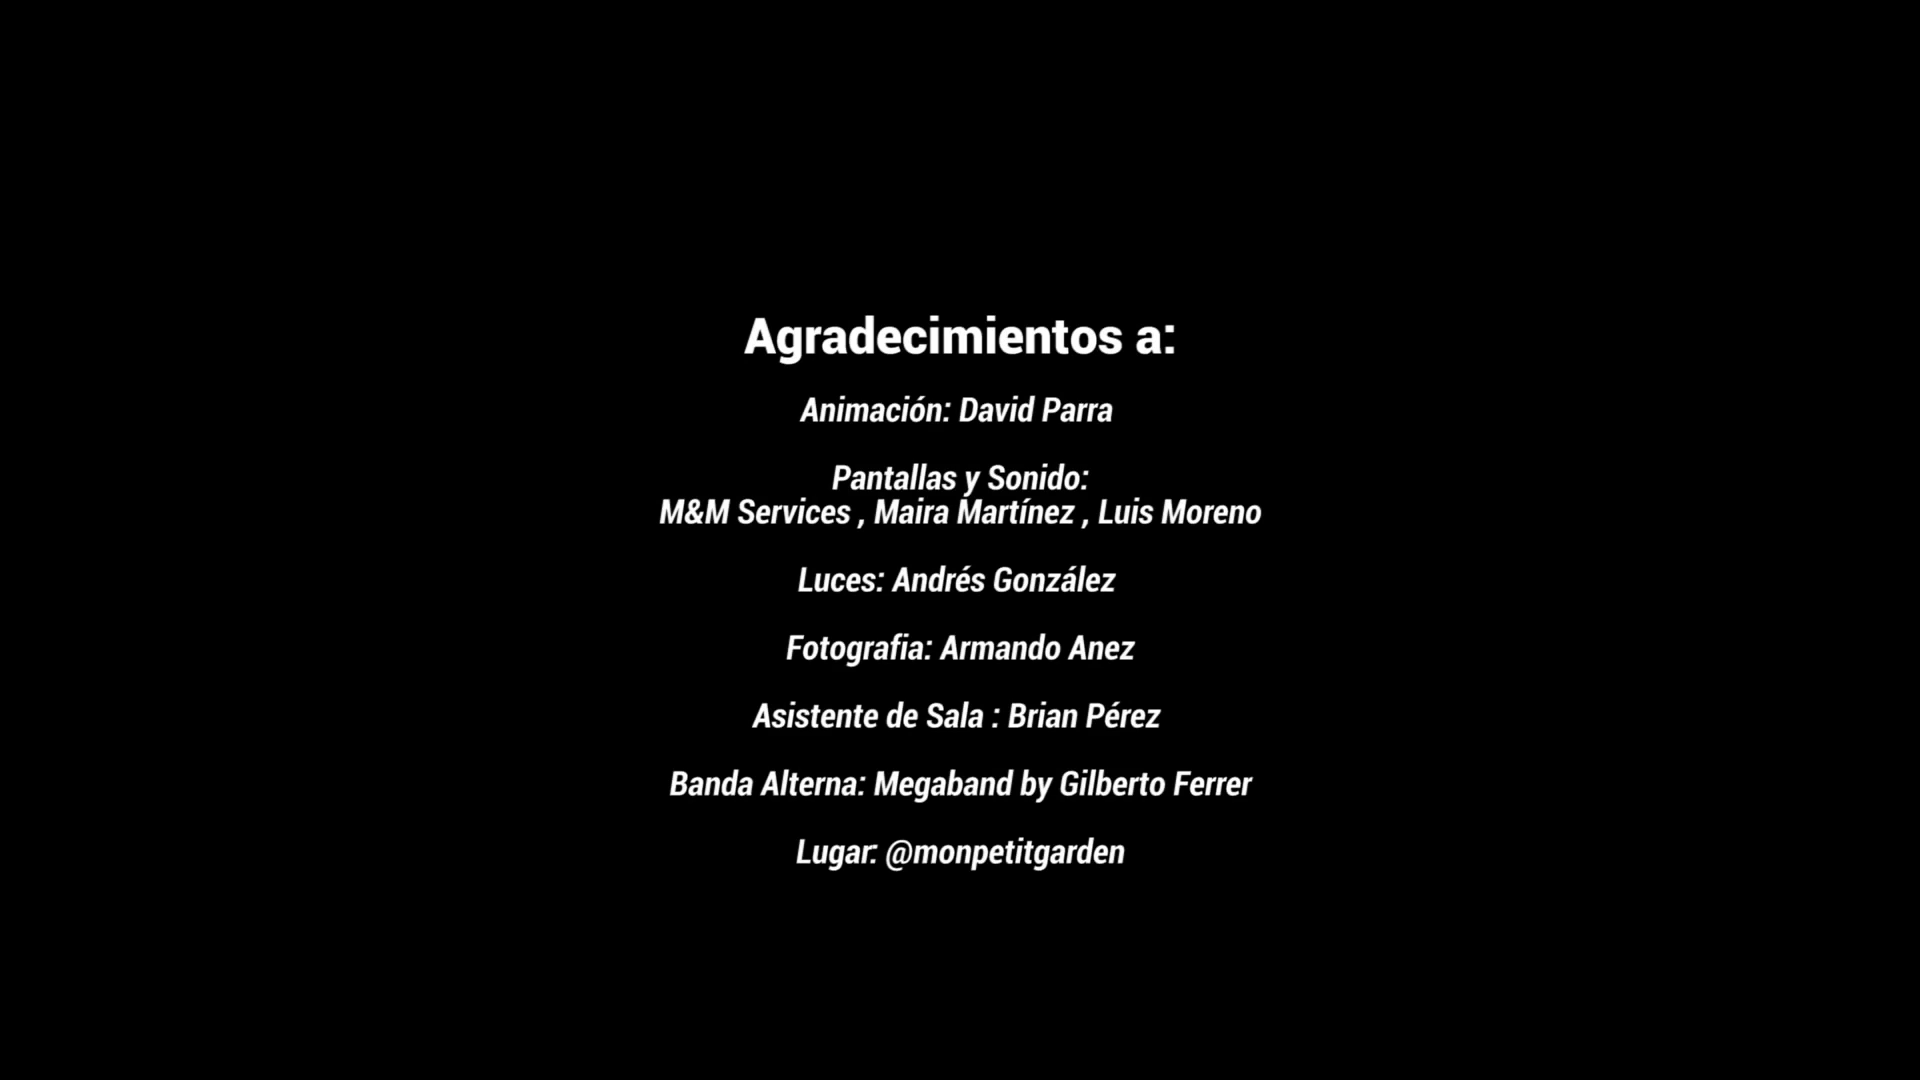 Agradecimientos a:
Animación: David Parra
Pantallas y Sonido:
M&M Services , Maira Martínez , Luis Moreno
Luces: Andrés González
Fotografia: Armando Anez
Asistente de Sala : Brian Pérez
Banda Alterna: Megaband by Gilberto Ferrer
Lugar: @monpetitgarden